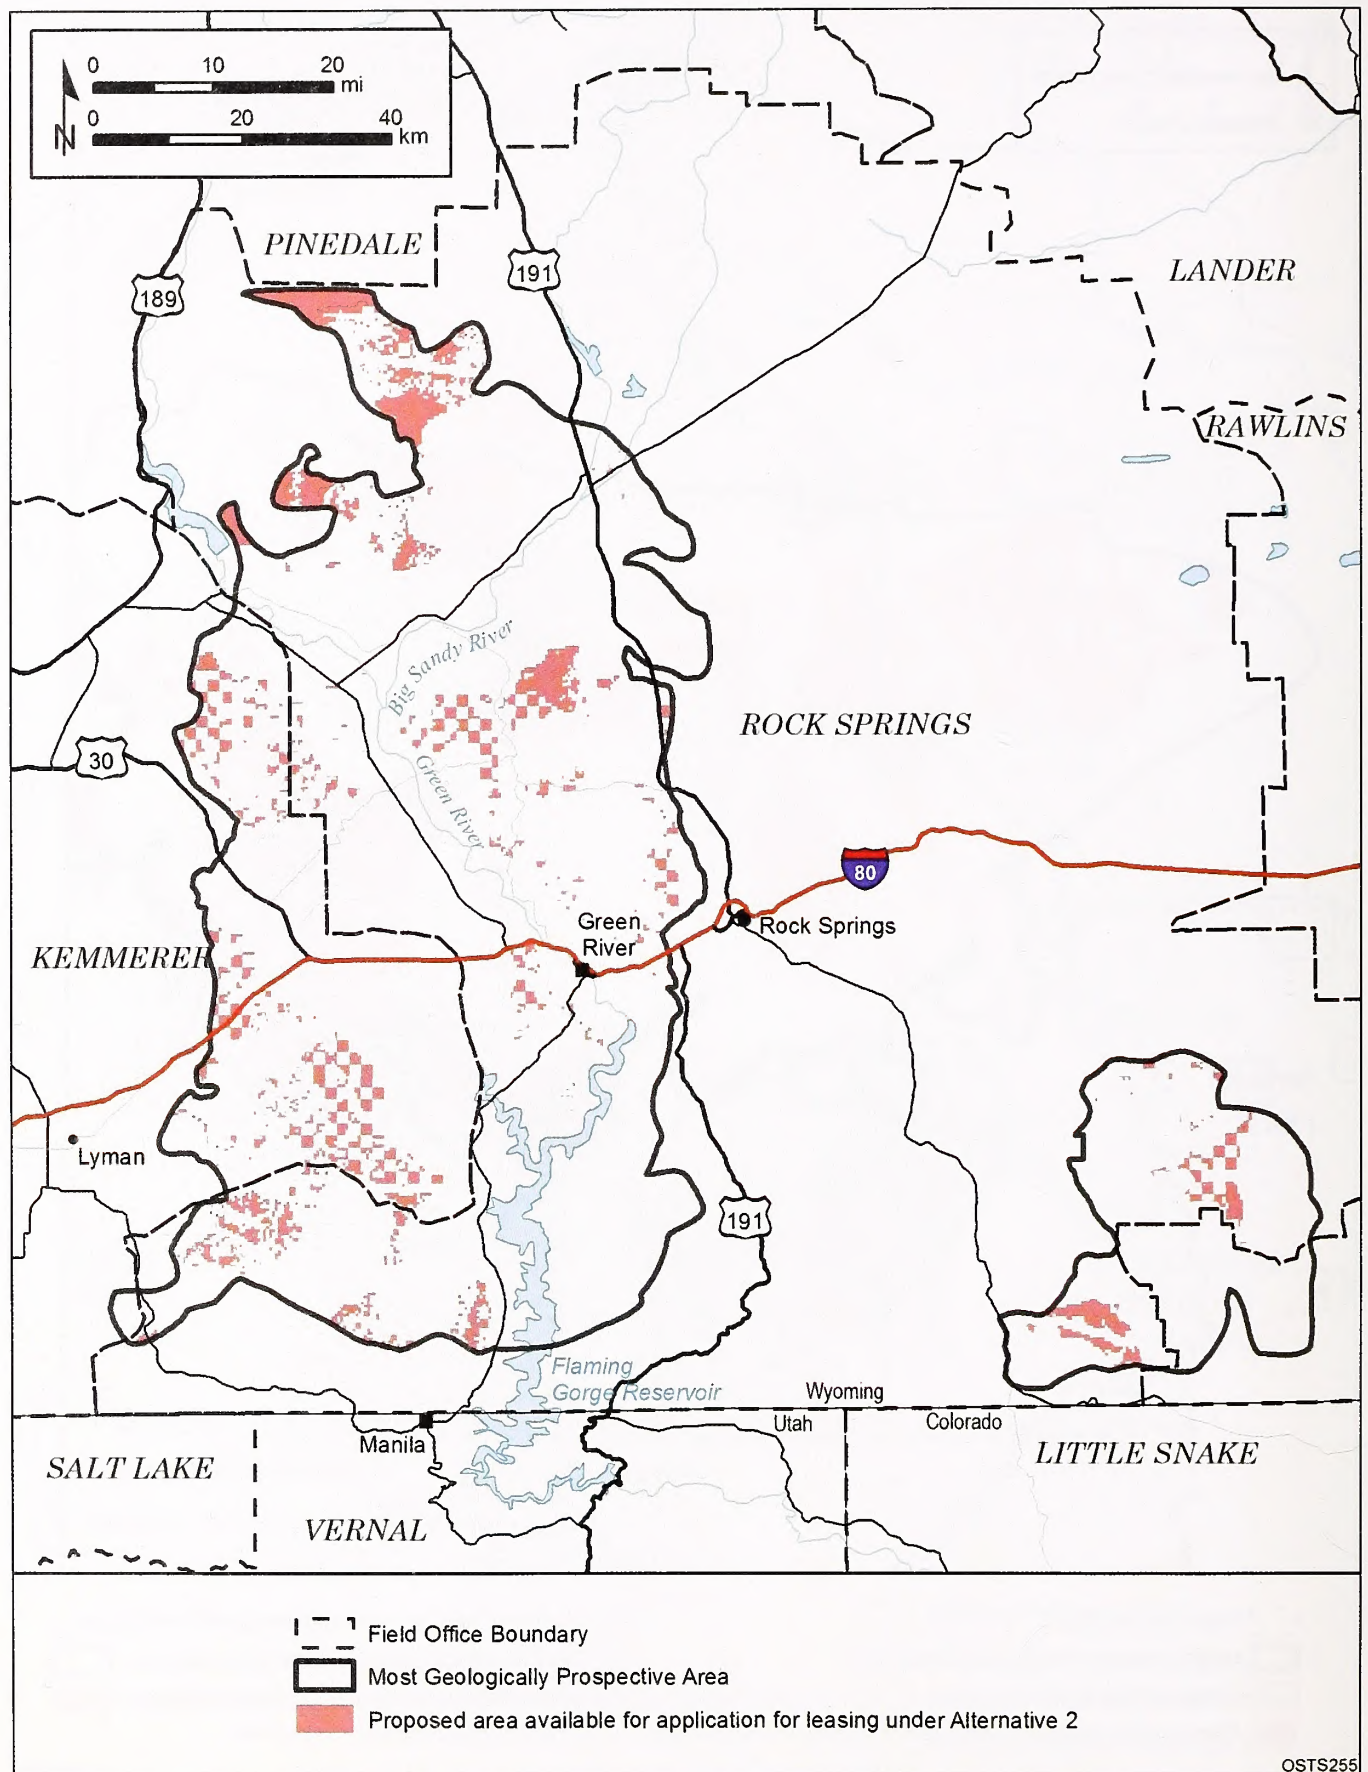 0 10 20
mi
0 20 40
km
N
PINEDALE
191
189
LANDER
RAWLINS
Big Sandy River
ROCK SPRINGS
30
Green River
80
Green
River
Rock Springs
KEMMERER
Lyman
191
Flaming
Gorge Reservoir
Wyoming
Utah
Colorado
Manila
LITTLE SNAKE
SALT LAKE
VERNAL
Field Office Boundary
Most Geologically Prospective Area
Proposed area available for application for leasing under Alternative 2
OSTS255